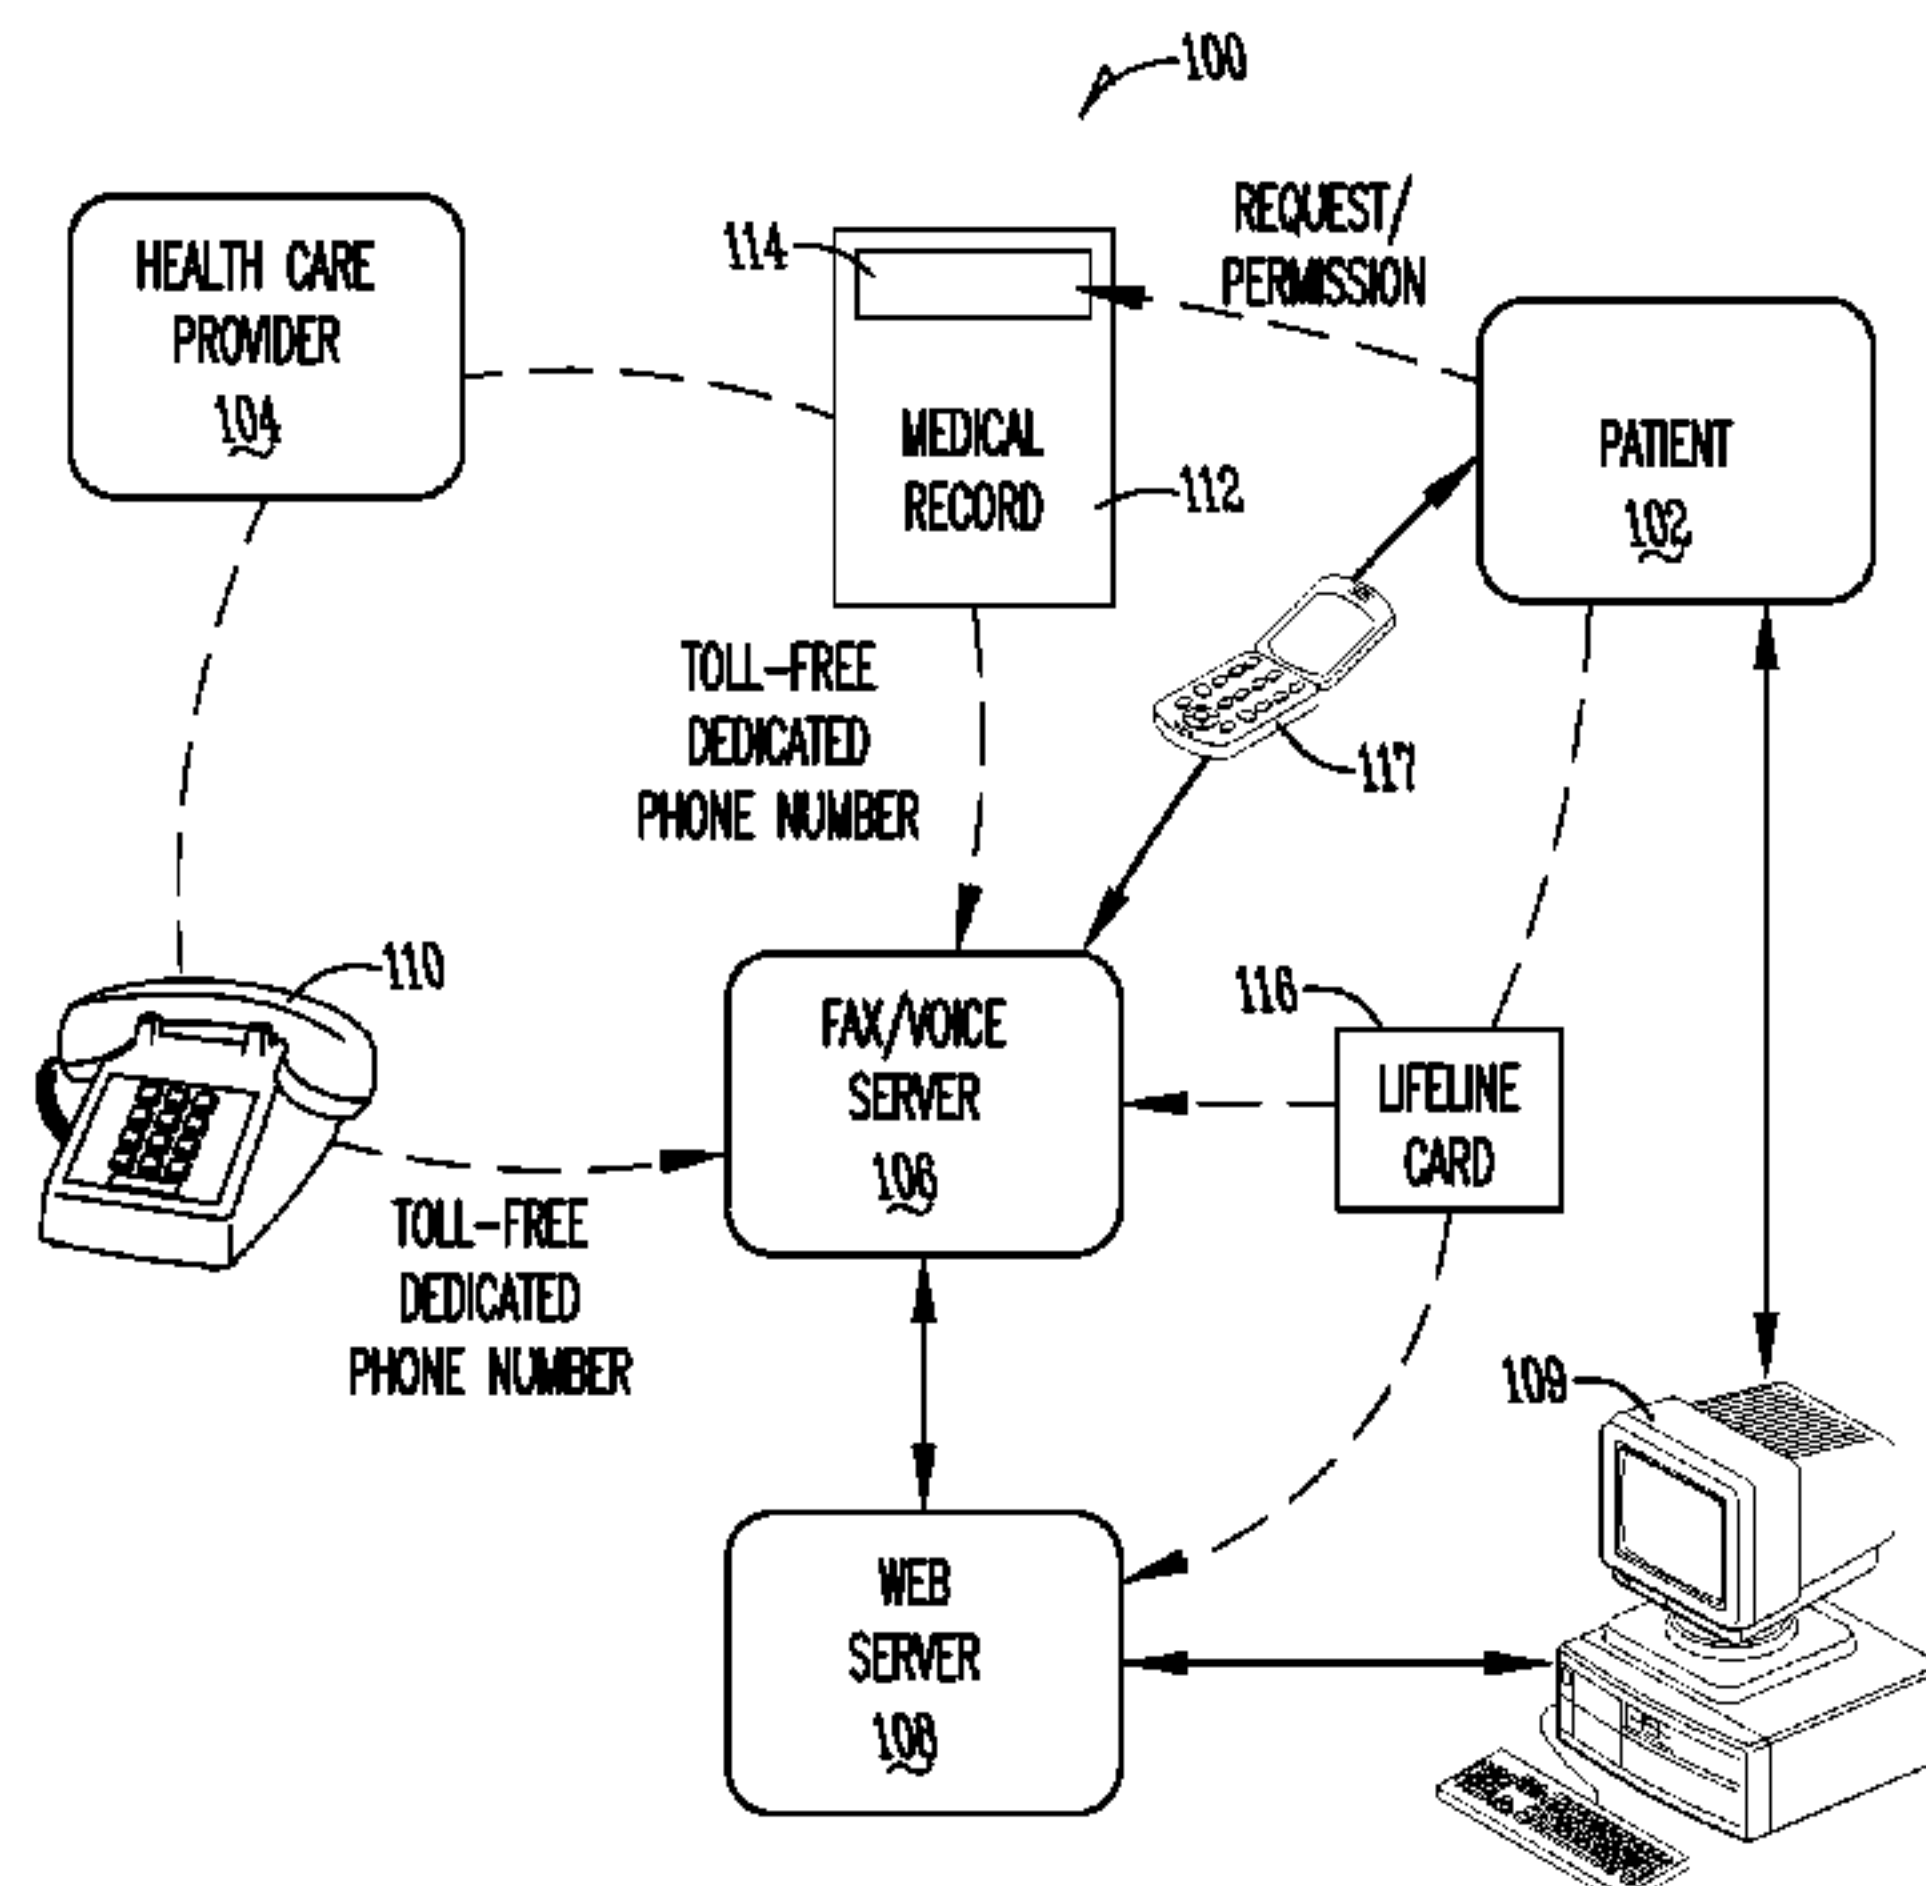 100
REQUEST/
PERMISSION
114
HEALTH CARE
PROVIDER
104
MEDICAL
RECORD
112
PATIENT
102
TOLL-FREE
DEDICATED
PHONE NUMBER
117
110
116
FAX/VOICE
SERVER
106
LIFELINE
CARD
TOLL-FREE
DEDICATED
PHONE NUMBER
109
WEB
SERVER
108